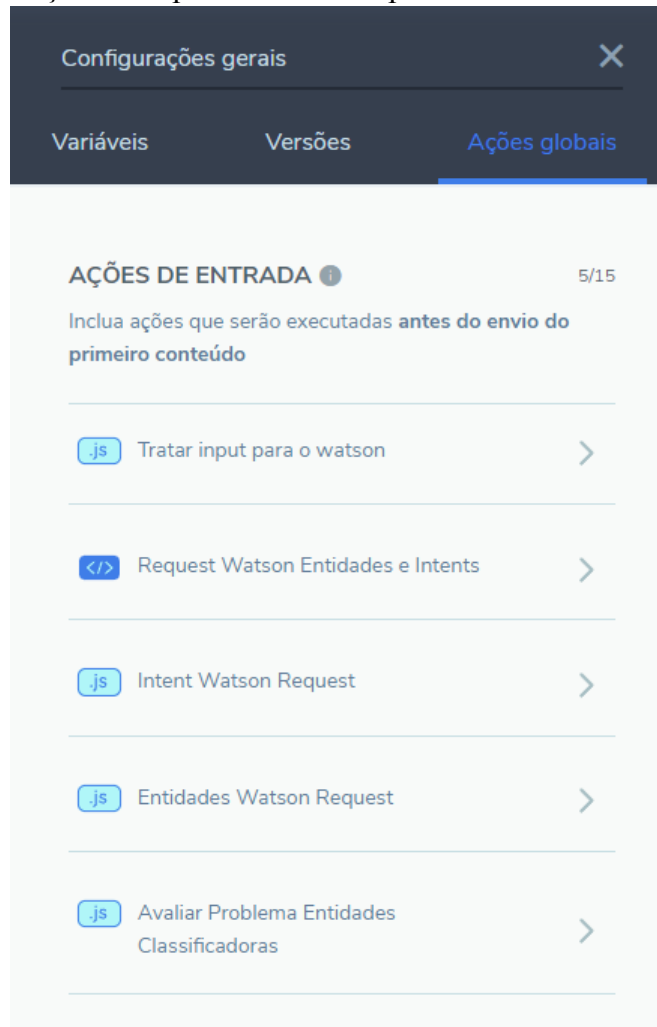 Configurações gerais
Variáveis Versões Ações globais
AÇÕES DE ENTRADA 5/15
Inclua ações que serão executadas antes do envio do
primeiro conteúdo
.js Tratar input para o watson
</> Request Watson Entidades e Intents
.js Intent Watson Request
.js Entidades Watson Request
.js Avaliar Problema Entidades
Classificadoras